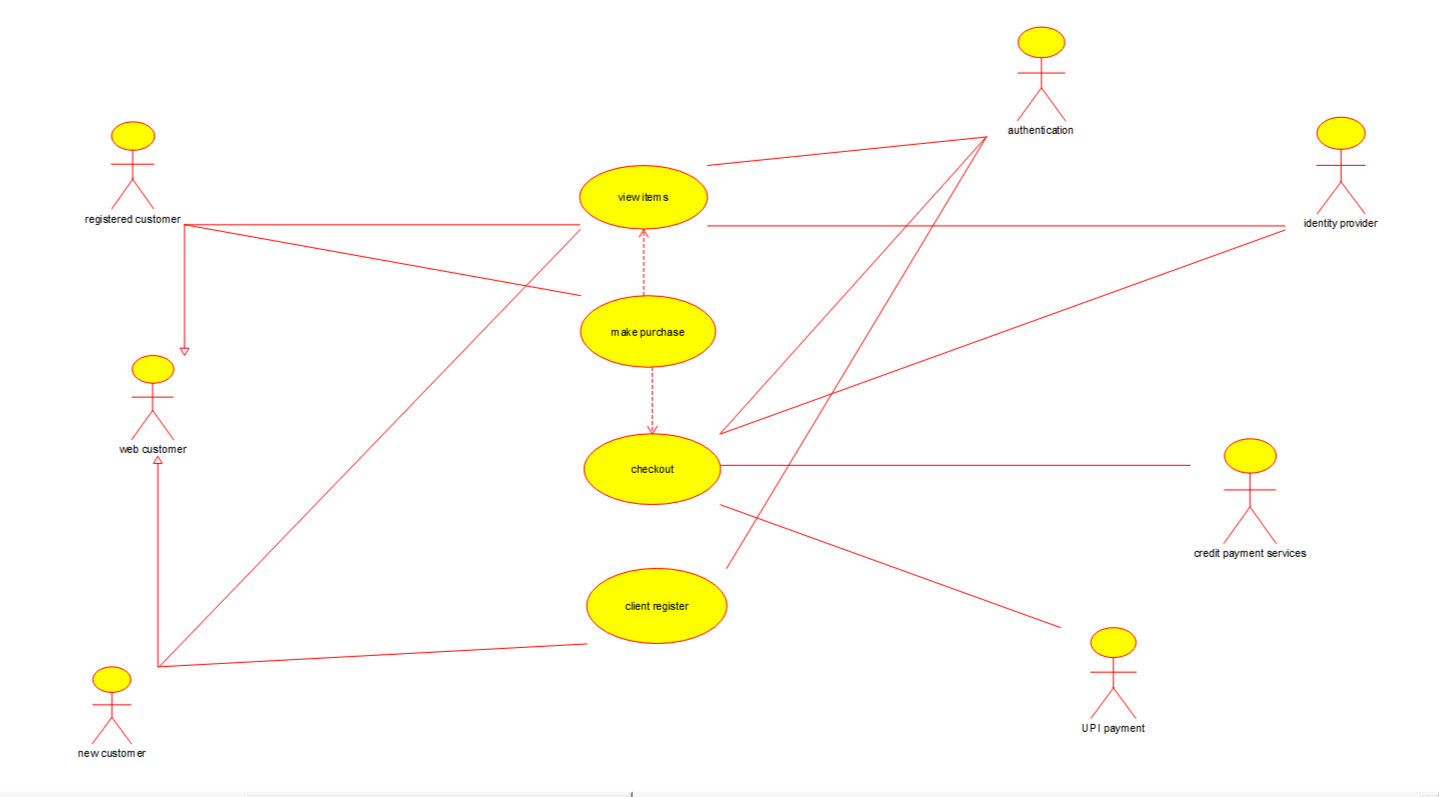 authentication
registered customer
identity provider
view items
make purchase
web customer
checkout
credit payment services
client register
UPI payment
new customer